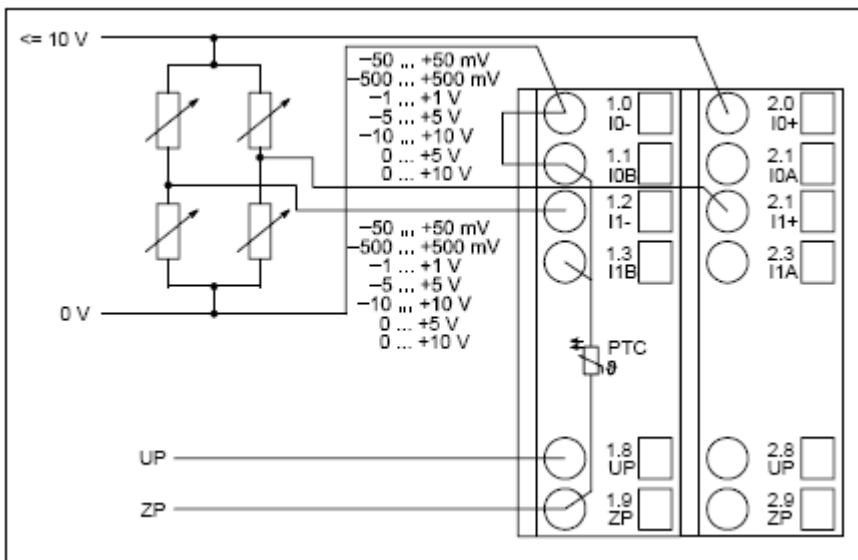 <= 10 V
−50 ... +50 mV
−500 ... +500 mV
−1 ... +1 V
−5 ... +5 V
−10 ... +10 V
0 ... +5 V
0 ... +10 V
−50 ... +50 mV
−500 ... +500 mV
−1 ... +1 V
−5 ... +5 V
−10 ... +10 V
0 ... +5 V
0 ... +10 V
0 V
UP
ZP
1.0
I0-
1.1
I0B
1.2
I1-
1.3
I1B
PTC
ϑ
1.8
UP
1.9
ZP
2.0
I0+
2.1
I0A
2.1
I1+
2.3
I1A
2.8
UP
2.9
ZP